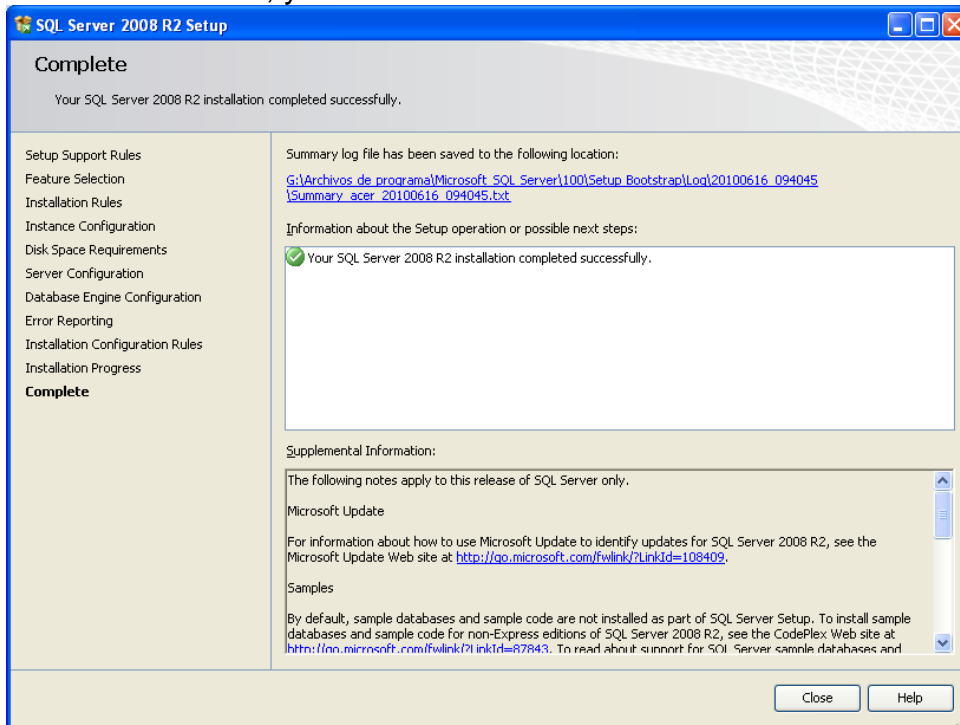 SQL Server 2008 R2 Setup
Complete
Your SQL Server 2008 R2 installation completed successfully.
Setup Support Rules
Feature Selection
Installation Rules
Instance Configuration
Disk Space Requirements
Server Configuration
Database Engine Configuration
Error Reporting
Installation Configuration Rules
Installation Progress
Complete
Summary log file has been saved to the following location:
G:\Archivos de programa\Microsoft SQL Server\100\Setup Bootstrap\Log\20100616_094045
\Summary_acer_20100616_094045.txt
Information about the Setup operation or possible next steps:
Your SQL Server 2008 R2 installation completed successfully.
Supplemental Information:
The following notes apply to this release of SQL Server only.
Microsoft Update
For information about how to use Microsoft Update to identify updates for SQL Server 2008 R2, see the
Microsoft Update Web site at http://go.microsoft.com/fwlink/?LinkId=108409.
Samples
By default, sample databases and sample code are not installed as part of SQL Server Setup. To install sample
databases and sample code for non-Express editions of SQL Server 2008 R2, see the CodePlex Web site at
http://go.microsoft.com/fwlink/?LinkId=87843. To read about support for SQL Server sample databases and
Close
Help